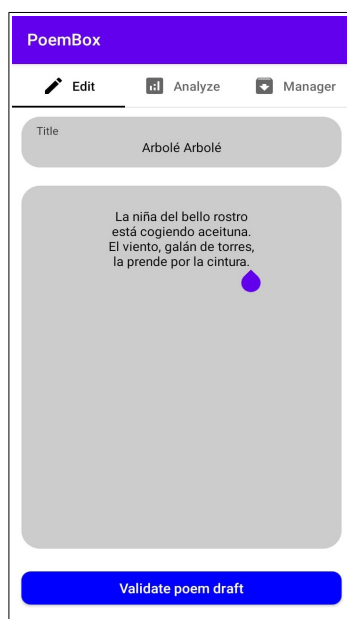 PoemBox
Edit
Analyze
Manager
Title
Arbolé Arbolé
La niña del bello rostro
está cogiendo aceituna.
El viento, galán de torres,
la prende por la cintura.
Validate poem draft